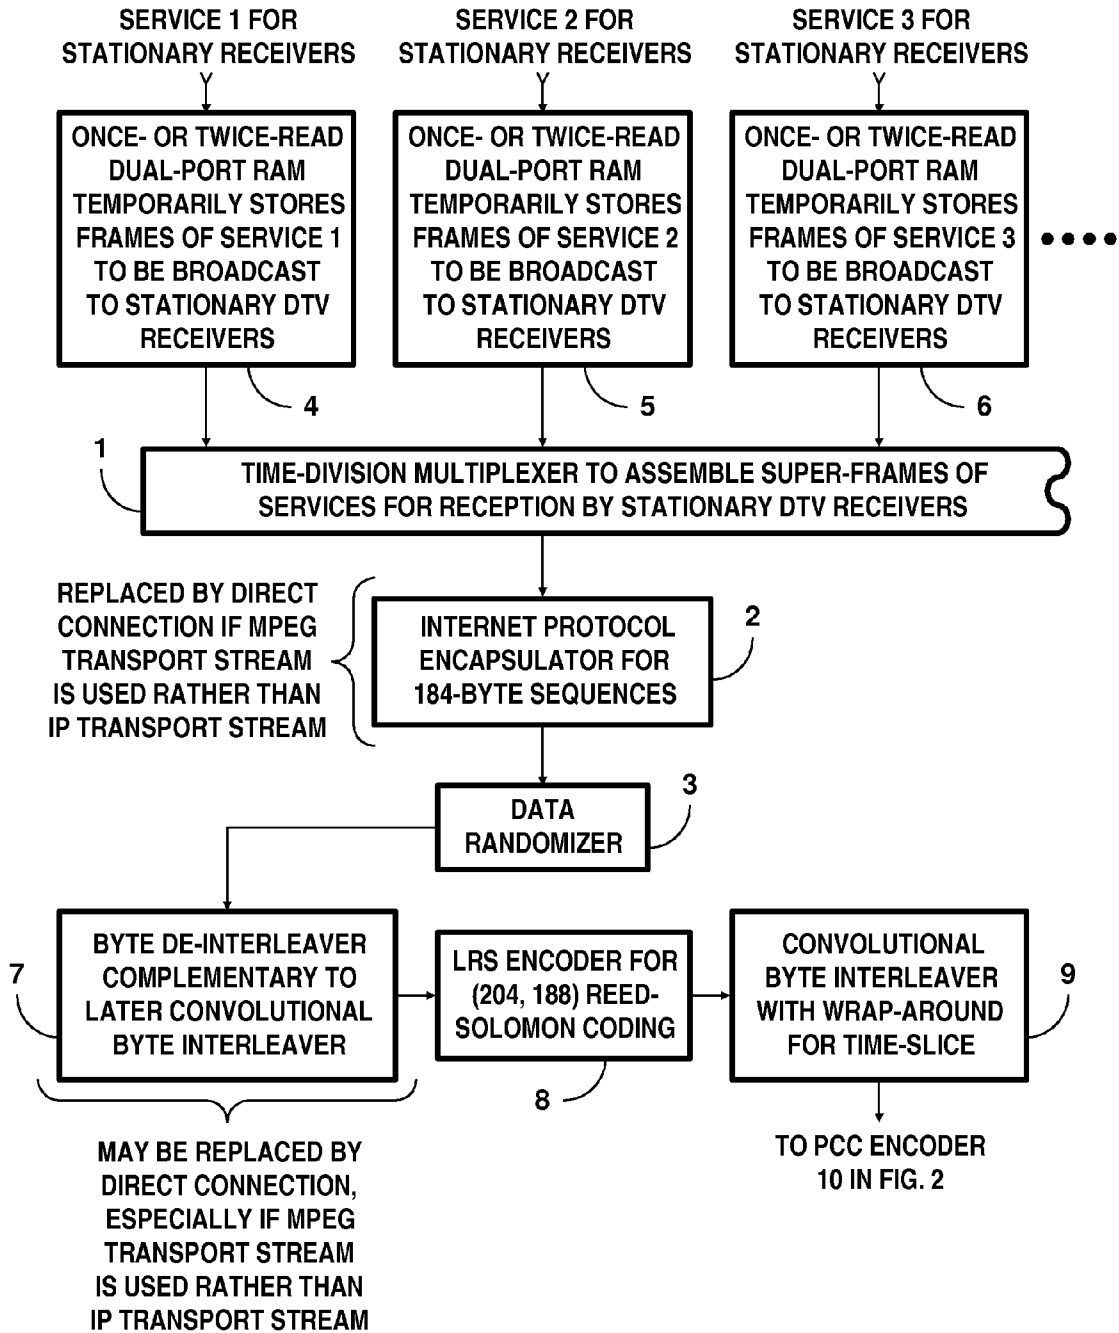 SERVICE 1 FOR
STATIONARY RECEIVERS
SERVICE 2 FOR
STATIONARY RECEIVERS
SERVICE 3 FOR
STATIONARY RECEIVERS
ONCE- OR TWICE-READ
DUAL-PORT RAM
TEMPORARILY STORES
FRAMES OF SERVICE 1
TO BE BROADCAST
TO STATIONARY DTV
RECEIVERS
4
ONCE- OR TWICE-READ
DUAL-PORT RAM
TEMPORARILY STORES
FRAMES OF SERVICE 2
TO BE BROADCAST
TO STATIONARY DTV
RECEIVERS
5
ONCE- OR TWICE-READ
DUAL-PORT RAM
TEMPORARILY STORES
FRAMES OF SERVICE 3
TO BE BROADCAST
TO STATIONARY DTV
RECEIVERS
6
1
TIME-DIVISION MULTIPLEXER TO ASSEMBLE SUPER-FRAMES OF
SERVICES FOR RECEPTION BY STATIONARY DTV RECEIVERS
REPLACED BY DIRECT
CONNECTION IF MPEG
TRANSPORT STREAM
IS USED RATHER THAN
IP TRANSPORT STREAM
INTERNET PROTOCOL
ENCAPSULATOR FOR
184-BYTE SEQUENCES
2
DATA
RANDOMIZER
3
7
BYTE DE-INTERLEAVER
COMPLEMENTARY TO
LATER CONVOLUTIONAL
BYTE INTERLEAVER
LRS ENCODER FOR
(204, 188) REED-
SOLOMON CODING
8
CONVOLUTIONAL
BYTE INTERLEAVER
WITH WRAP-AROUND
FOR TIME-SLICE
9
MAY BE REPLACED BY
DIRECT CONNECTION,
ESPECIALLY IF MPEG
TRANSPORT STREAM
IS USED RATHER THAN
IP TRANSPORT STREAM
TO PCC ENCODER
10 IN FIG. 2